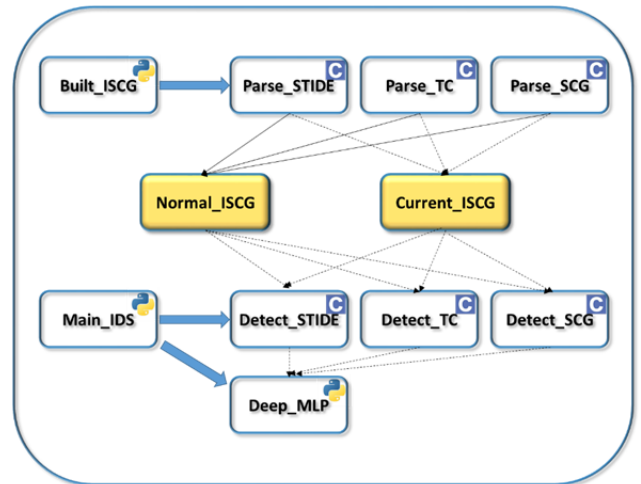 Built_ISCG
Parse_STIDE
C
Parse_TC
C
Parse_SCG
C
Normal_ISCG
Current_ISCG
Main_IDS
Detect_STIDE
C
Detect_TC
C
Detect_SCG
C
Deep_MLP